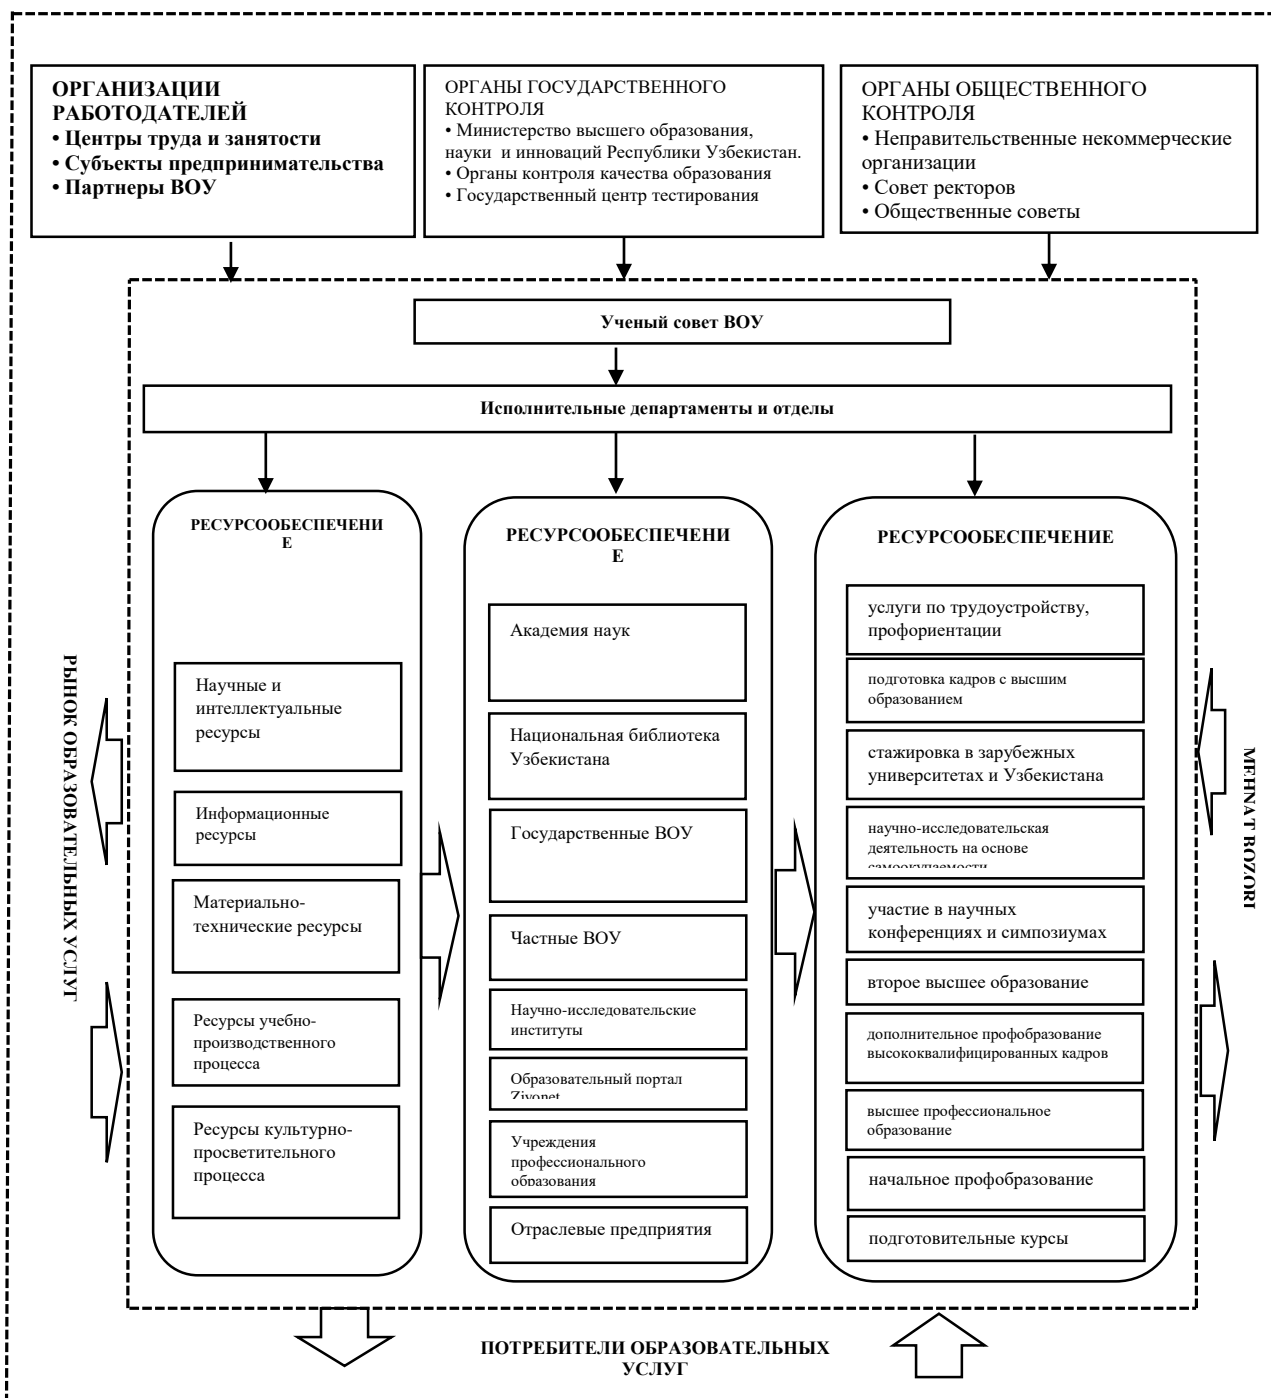 ОРГАНИЗАЦИИ
РАБОТОДАТЕЛЕЙ
• Центры труда и занятости
• Субъекты предпринимательства
• Партнеры ВОУ
ОРГАНЫ ГОСУДАРСТВЕННОГО
КОНТРОЛЯ
• Министерство высшего образования,
науки и инноваций Республики Узбекистан.
• Органы контроля качества образования
• Государственный центр тестирования
ОРГАНЫ ОБЩЕСТВЕННОГО
КОНТРОЛЯ
• Неправительственные некоммерческие
организации
• Совет ректоров
• Общественные советы
Ученый совет ВОУ
Исполнительные департаменты и отделы
РЫНОК ОБРАЗОВАТЕЛЬНЫХ УСЛУГ
РЕСУРСООБЕСПЕЧЕНИ
Е
Научные и
интеллектуальные
ресурсы
Информационные
ресурсы
Материально-
технические ресурсы
Ресурсы учебно-
производственного
процесса
Ресурсы культурно-
просветительного
процесса
РЕСУРСООБЕСПЕЧЕНИ
Е
Академия наук
Национальная библиотека
Узбекистана
Государственные ВОУ
Частные ВОУ
Научно-исследовательские
институты
Образовательный портал
Ziyonet
Учреждения
профессионального
образования
Отраслевые предприятия
РЕСУРСООБЕСПЕЧЕНИЕ
услуги по трудоустройству,
профориентации
подготовка кадров с высшим
образованием
стажировка в зарубежных
университетах и Узбекистана
научно-исследовательская
деятельность на основе
самоокупаемости
участие в научных
конференциях и симпозиумах
второе высшее образование
дополнительное профобразование
высококвалифицированных кадров
высшее профессиональное
образование
начальное профобразование
подготовительные курсы
MEHNAT BOZORI
ПОТРЕБИТЕЛИ ОБРАЗОВАТЕЛЬНЫХ
УСЛУГ